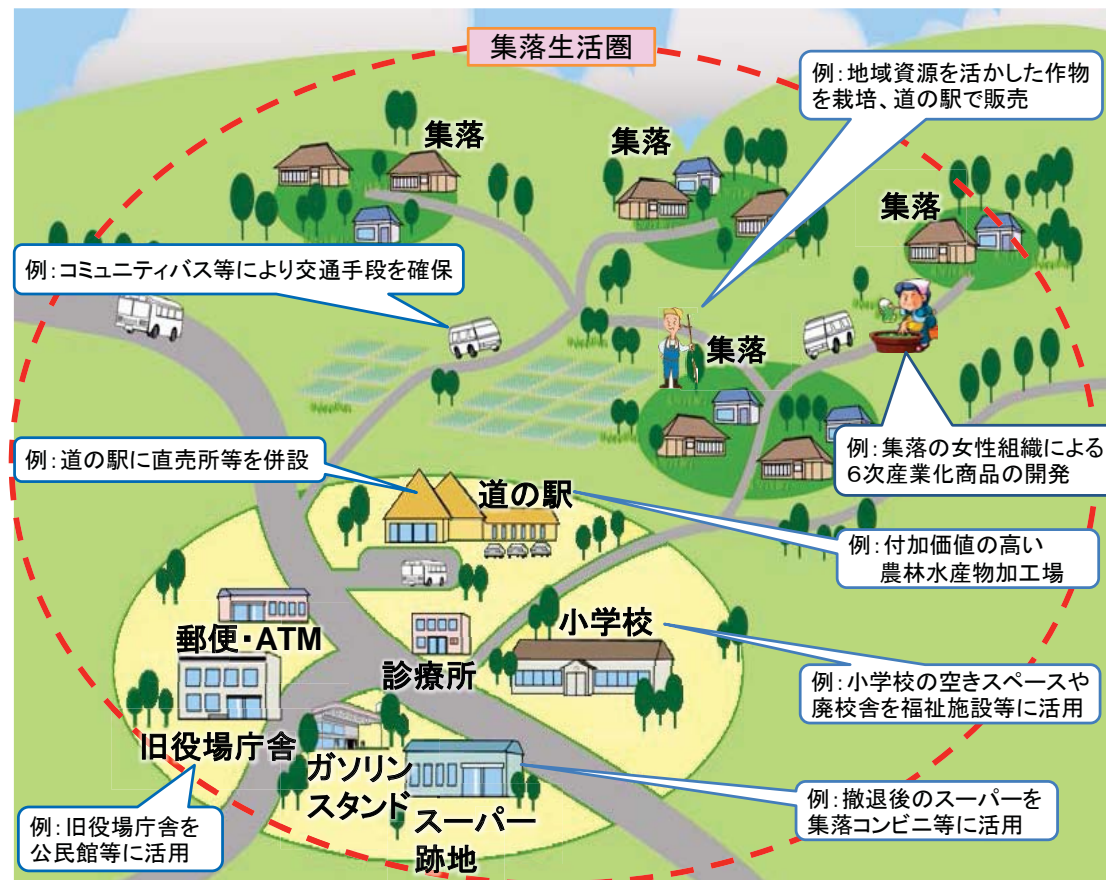 集落生活圏
例：地域資源を活かした作物
を栽培、道の駅で販売
集落
集落
集落
例：コミュニティバス等により交通手段を確保
集落
例：集落の女性組織による
６次産業化商品の開発
例：道の駅に直売所等を併設
道の駅
例：付加価値の高い
農林水産物加工場
小学校
郵便・ATM
診療所
例：小学校の空きスペースや
廃校舎を福祉施設等に活用
旧役場庁舎
ガソリン
スタンド
スーパー
跡地
例：撤退後のスーパーを
集落コンビニ等に活用
例：旧役場庁舎を
公民館等に活用